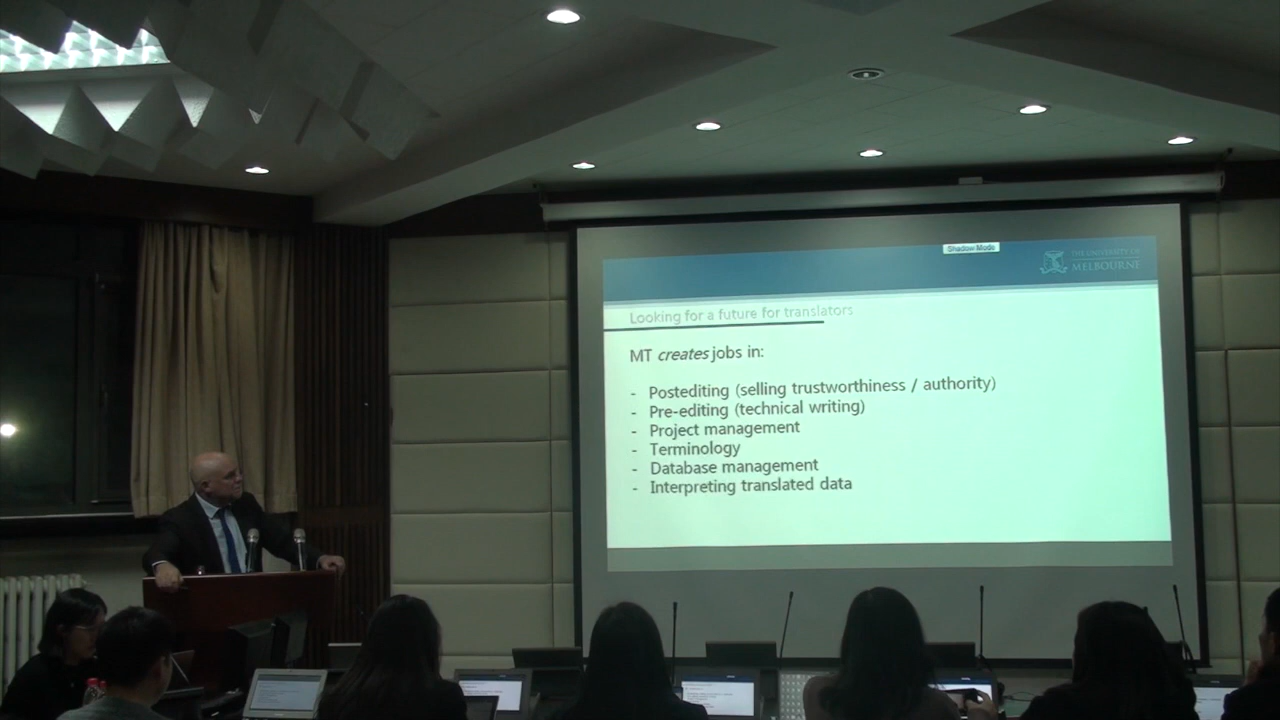 Shadow Mode
THE UNIVERSITY OF
MELBOURNE
Looking for a future for translators
MT creates jobs in:
- Postediting (selling trustworthiness / authority)
- Pre-editing (technical writing)
- Project management
- Terminology
- Database management
- Interpreting translated data